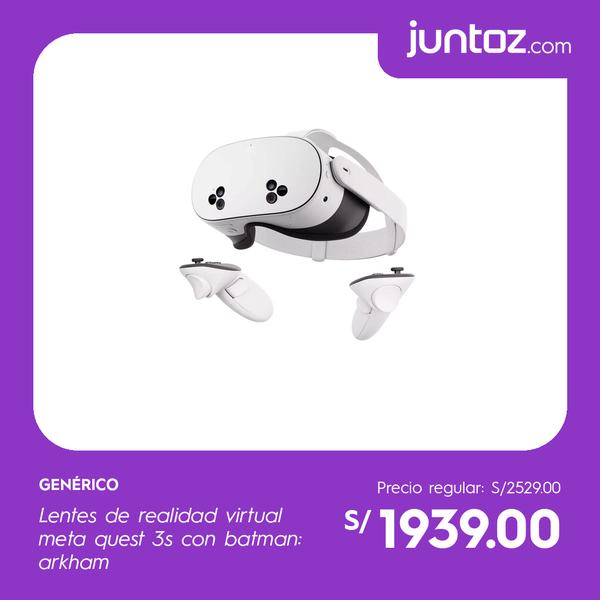 juntoz.com
GENÉRICO
Lentes de realidad virtual
meta quest 3s con batman:
arkham
Precio regular: S/2529.00
S/1939.00